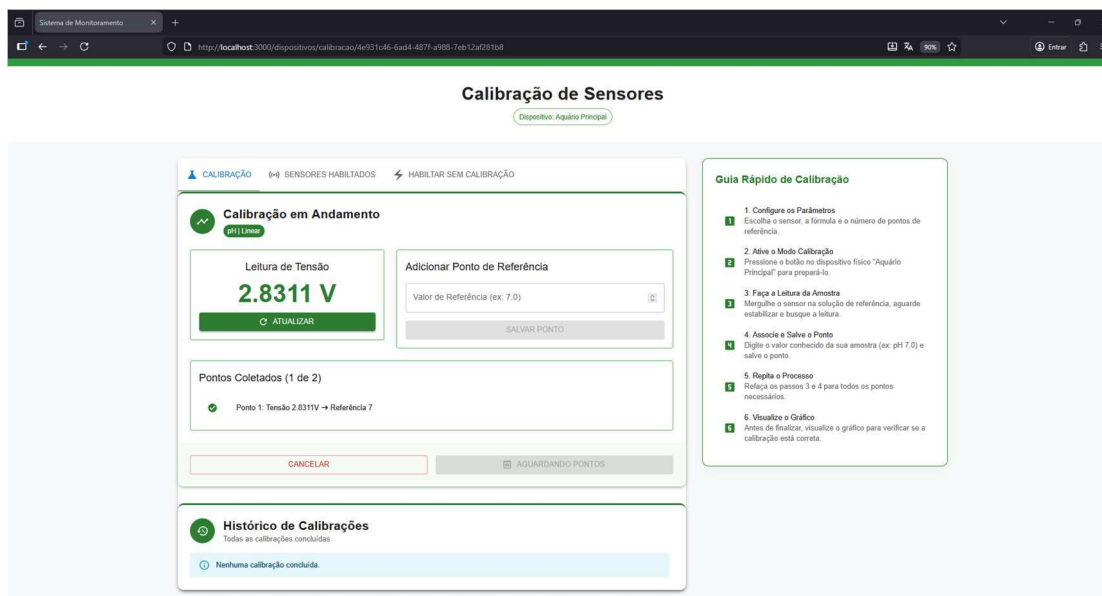 Sistema de Monitoramento
http://localhost:3000/dispositivos/calibracao/4e931c46-6ad4-487f-a988-7eb12af281b8
90%
Entrar
Calibração de Sensores
Dispositivo: Aquário Principal
CALIBRAÇÃO
SENSORES HABILTADOS
HABILTAR SEM CALIBRAÇÃO
Calibração em Andamento
pH | Linear
Leitura de Tensão
2.8311 V
ATUALIZAR
Adicionar Ponto de Referência
Valor de Referência (ex: 7.0)
SALVAR PONTO
Pontos Coletados (1 de 2)
Ponto 1: Tensão 2.8311V → Referência 7
CANCELAR
AGUARDANDO PONTOS
Histórico de Calibrações
Todas as calibrações concluídas
Nenhuma calibração concluída.
Guia Rápido de Calibração
1
1. Configure os Parâmetros
Escolha o sensor, a fórmula e o número de pontos de
referência.
2
2. Ative o Modo Calibração
Pressione o botão no dispositivo físico "Aquário
Principal" para prepará-lo.
3
3. Faça a Leitura da Amostra
Mergulhe o sensor na solução de referência, aguarde
estabilizar e busque a leitura.
4
4. Associe e Salve o Ponto
Digite o valor conhecido da sua amostra (ex: pH 7.0) e
salve o ponto.
5
5. Repita o Processo
Refaça os passos 3 e 4 para todos os pontos
necessários.
6
6. Visualize o Gráfico
Antes de finalizar, visualize o gráfico para verificar se a
calibração está correta.